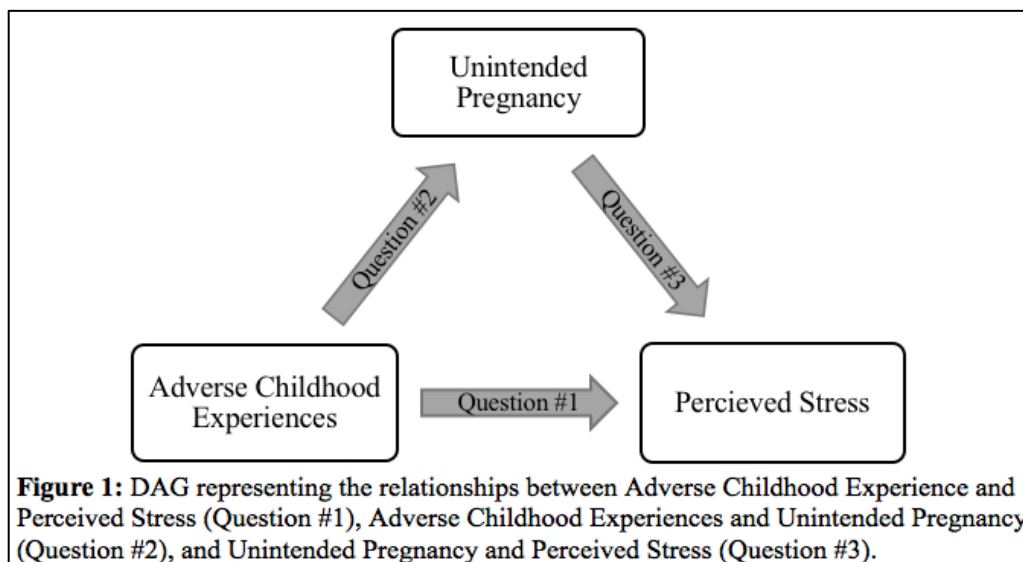 Unintended
Pregnancy
Question #2
Question #3
Adverse Childhood
Experiences
Question #1
Percieved Stress
Figure 1: DAG representing the relationships between Adverse Childhood Experience and
Perceived Stress (Question #1), Adverse Childhood Experiences and Unintended Pregnancy
(Question #2), and Unintended Pregnancy and Perceived Stress (Question #3).